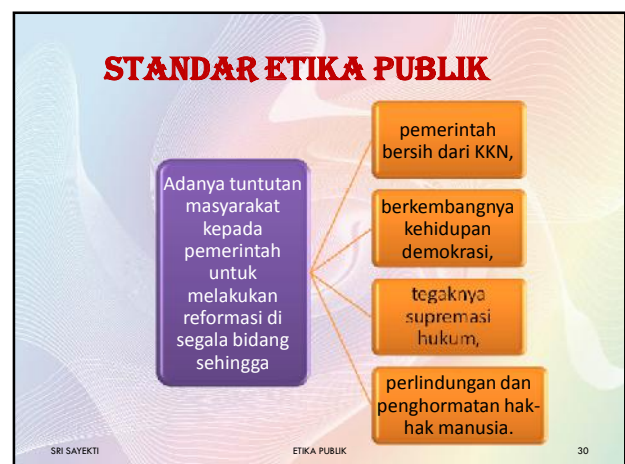 STANDAR ETIKA PUBLIK
Adanya tuntutan
masyarakat
kepada
pemerintah
untuk
melakukan
reformasi di
segala bidang
sehingga
pemerintah
bersih dari KKN,
berkembangnya
kehidupan
demokrasi,
tegaknya
supremasi
hukum,
perlindungan dan
penghormatan hak-
hak manusia.
SRI SAYEKTI
ETIKA PUBLIK
30